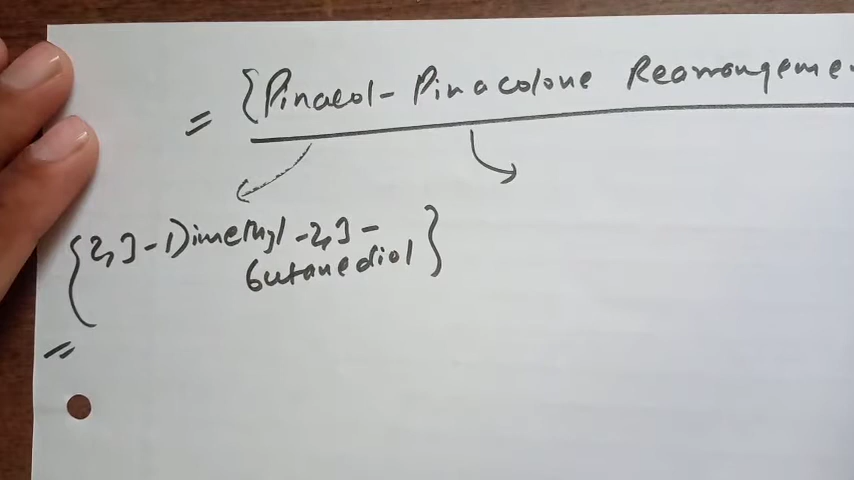 = {Pinacol-Pinacolone Rearrangeme
{2,3-Dimethyl-2,3-
butanediol}
=